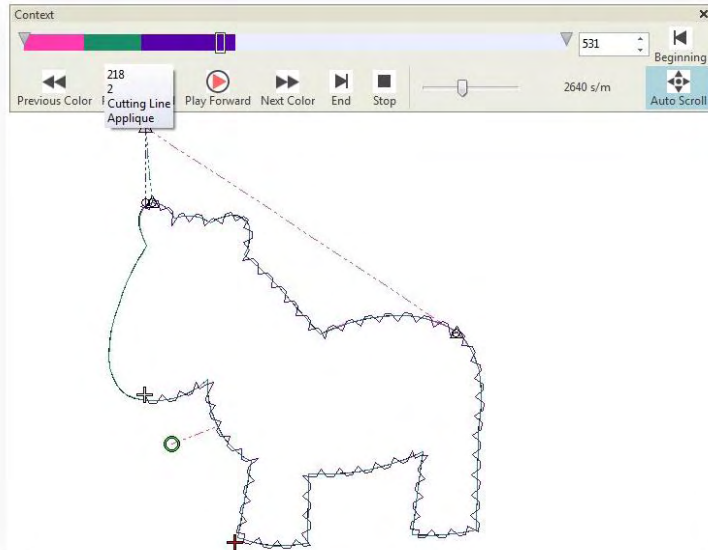 Context
531
Beginning
Previous Color
218
2
Cutting Line
Applique
Play Forward
Next Color
End
Stop
2640 s/m
Auto Scroll